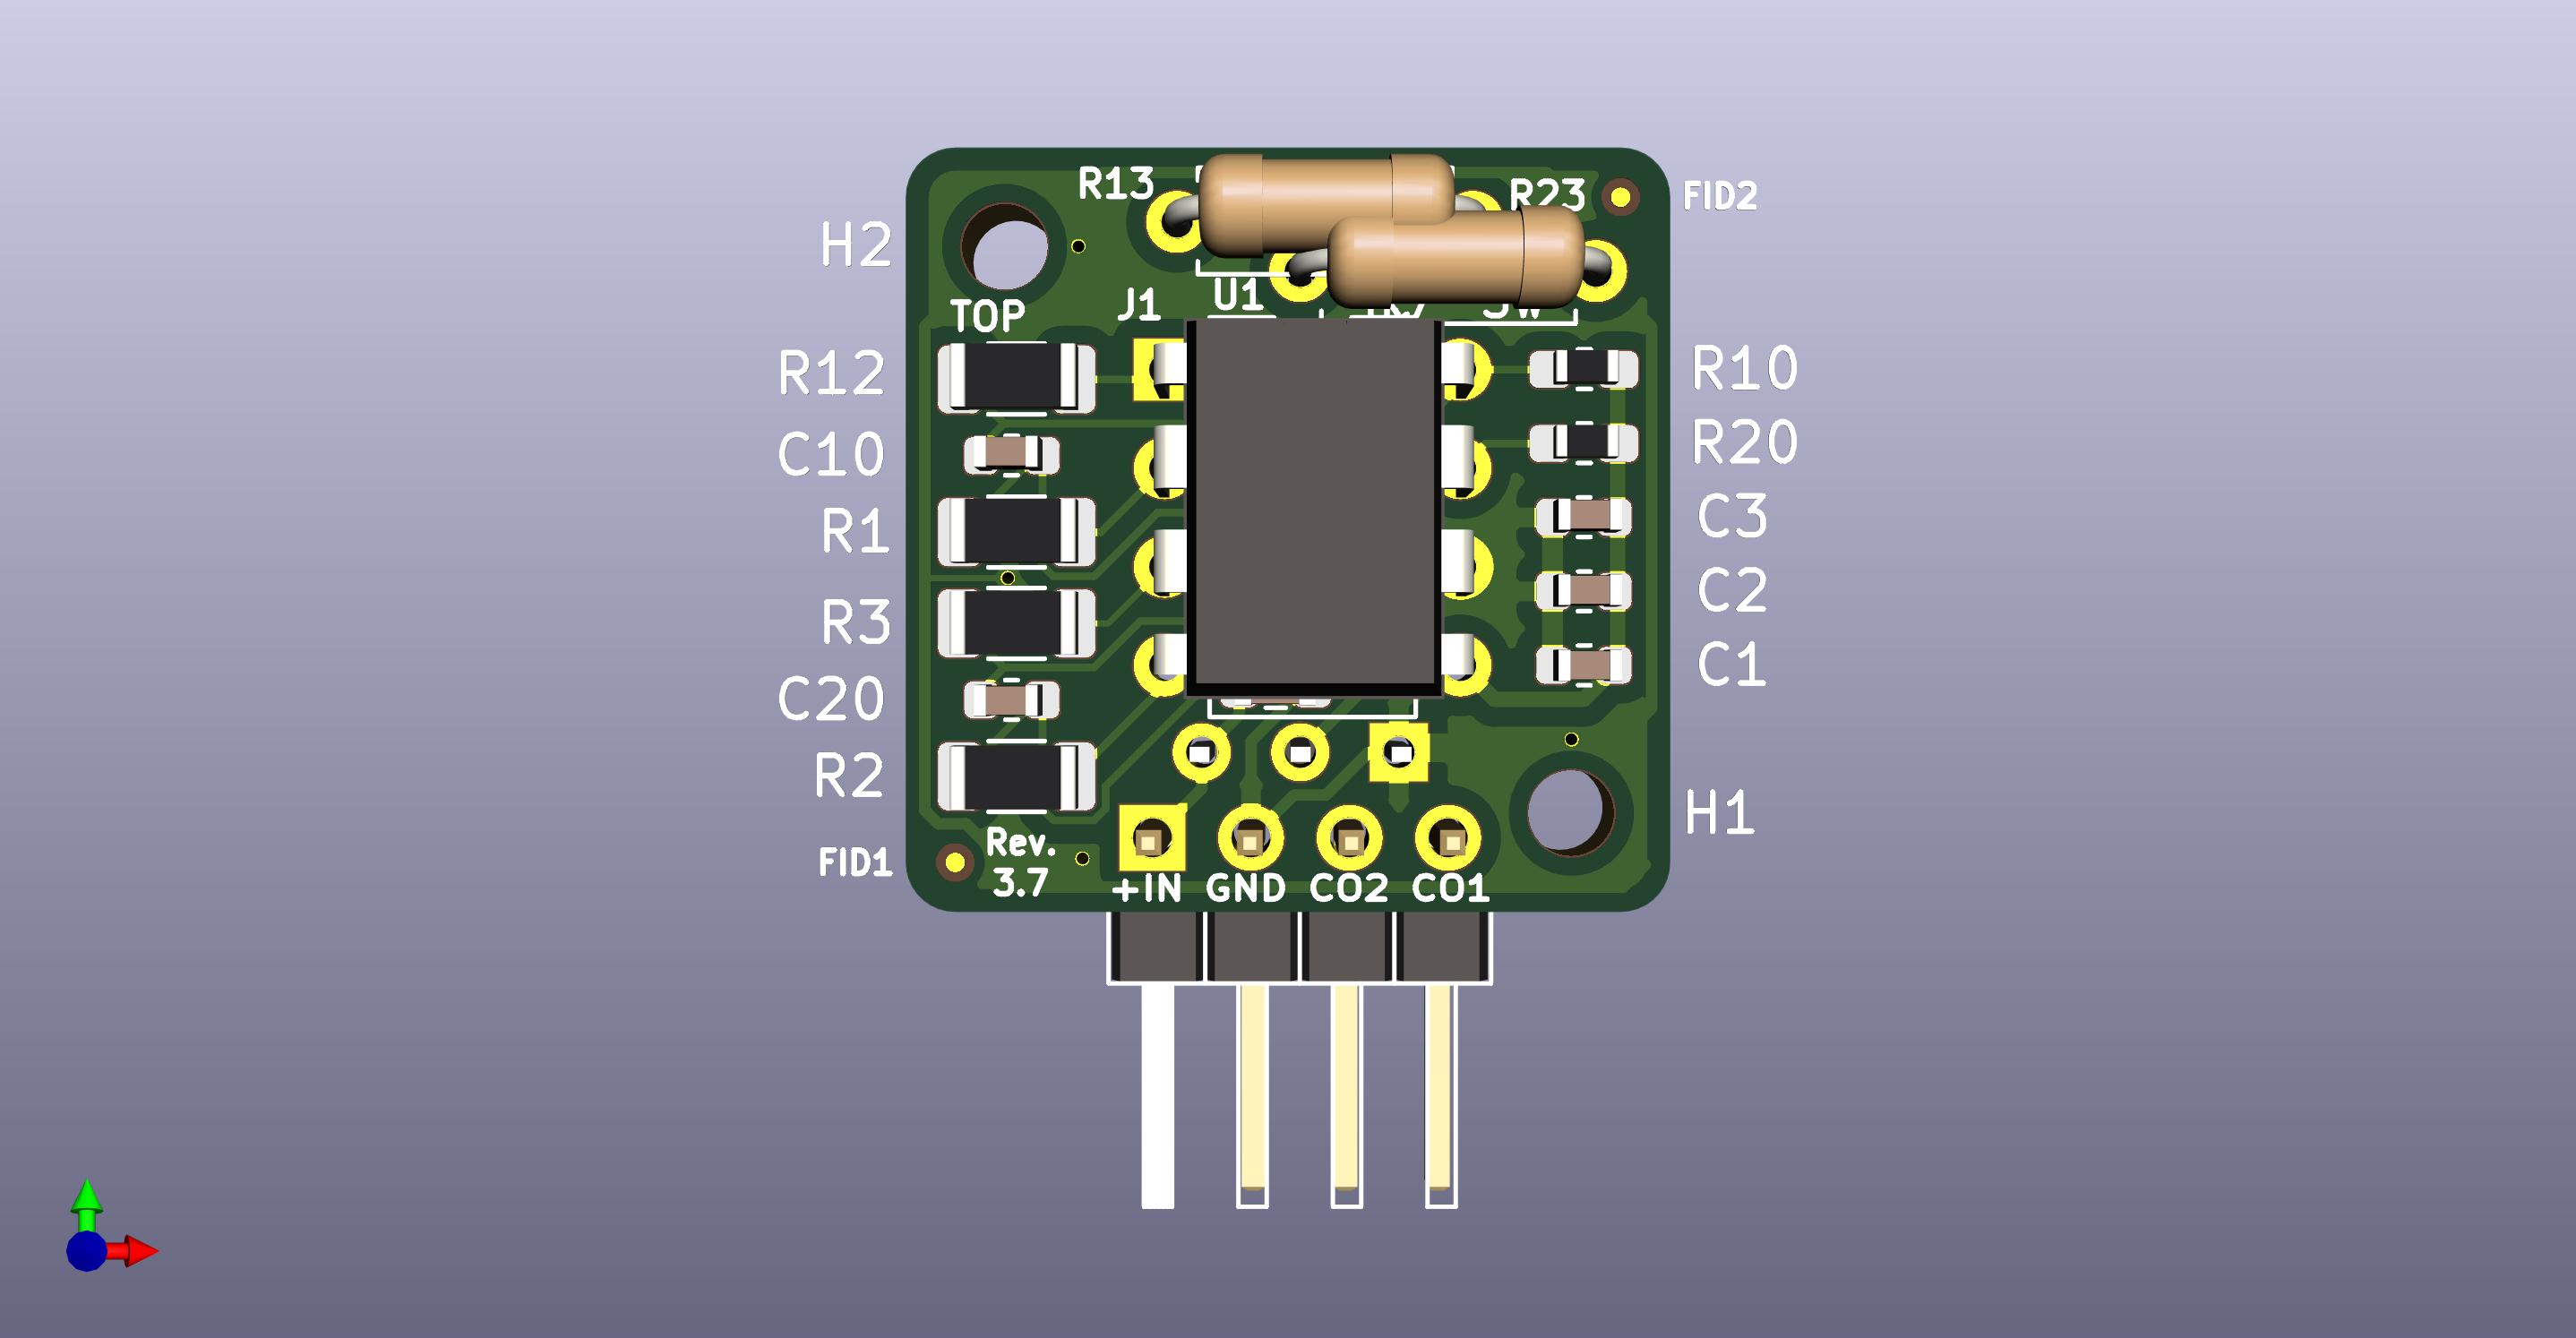 R13
R23
FID2
H2
U1
J1
TOP
R12
R10
C10
R20
R1
C3
C2
R3
C1
C20
R2
H1
Rev.
3.7
FID1
+IN GND CO2 CO1